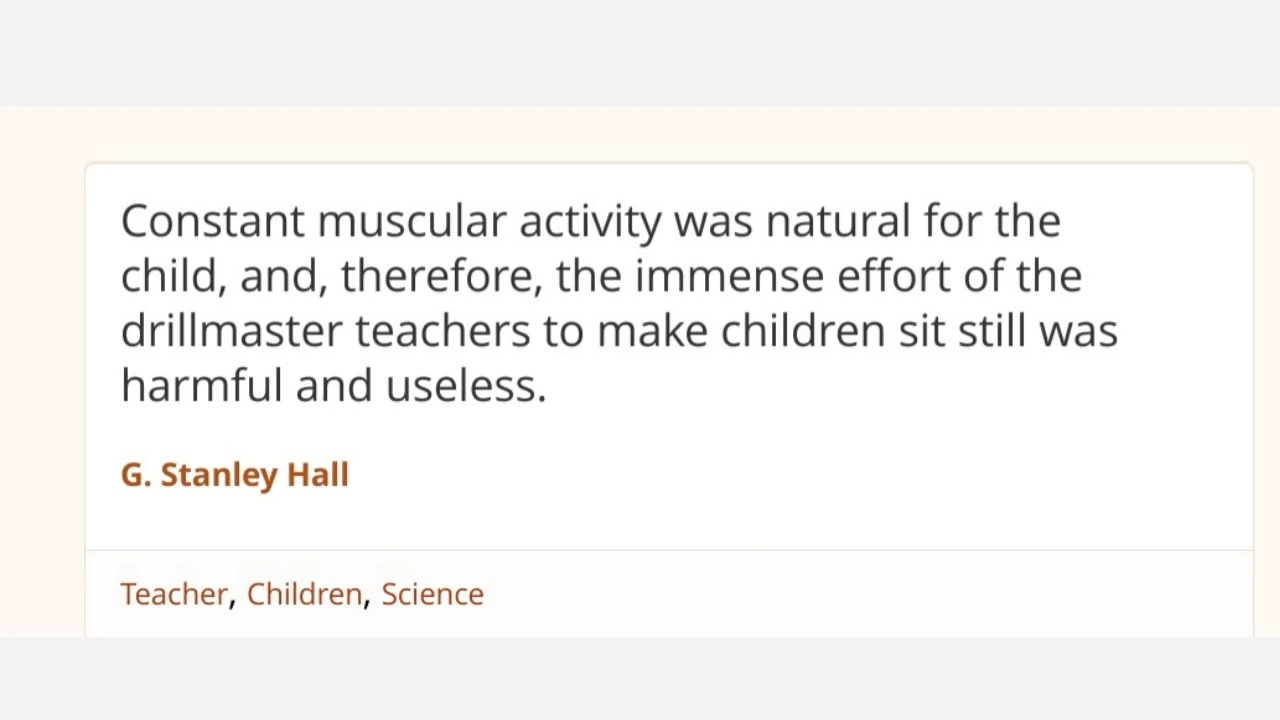 Constant muscular activity was natural for the
child, and, therefore, the immense effort of the
drillmaster teachers to make children sit still was
harmful and useless.
G. Stanley Hall
Teacher, Children, Science